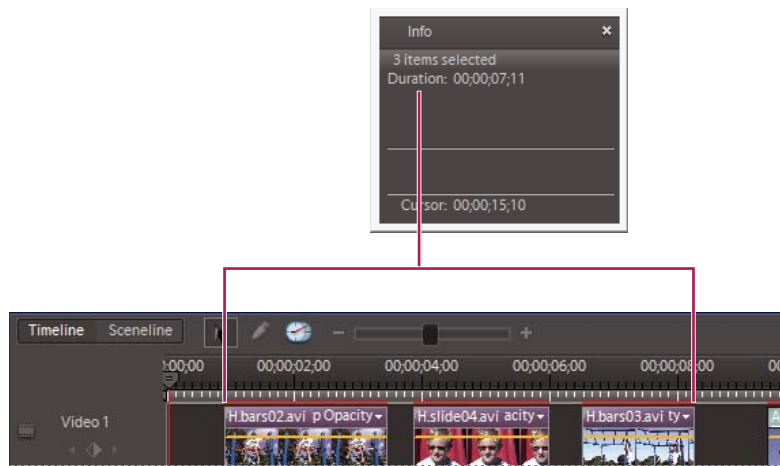 Info
3 items selected
Duration: 00;00;07;11
Cursor: 00;00;15;10
Timeline Sceneline
;00;00 00;00;02;00 00;00;04;00 00;00;06;00 00;00;08;00 00
Video 1
H.bars02.avi p Opacity H.slide04.avi acity H.bars03.avi ty A